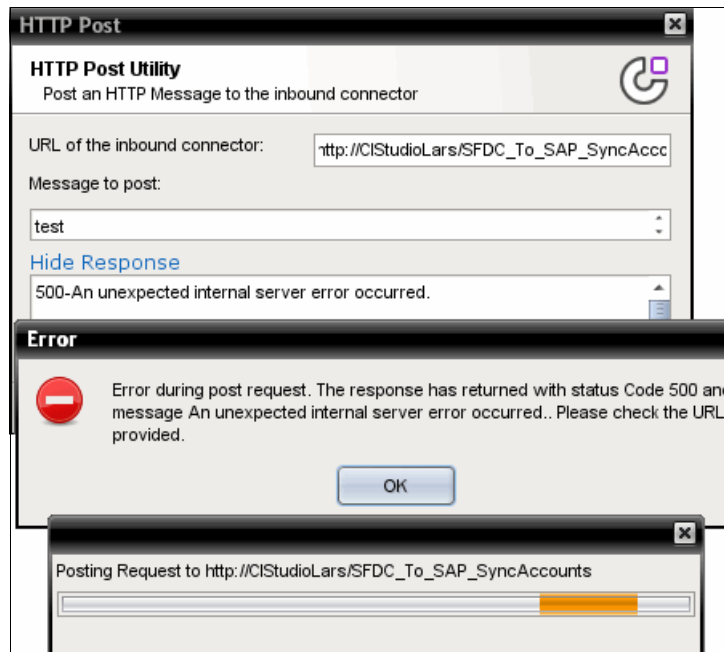 HTTP Post
HTTP Post Utility
Post an HTTP Message to the inbound connector
URL of the inbound connector:
http://CIStudioLars/SFDC_To_SAP_SyncAcco
Message to post:
test
Hide Response
500-An unexpected internal server error occurred.
Error
Error during post request. The response has returned with status Code 500 and
message An unexpected internal server error occurred.. Please check the URL
provided.
OK
Posting Request to http://CIStudioLars/SFDC_To_SAP_SyncAccounts